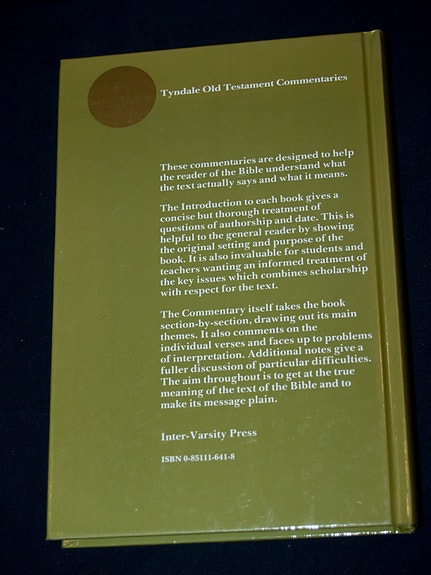 Tyndale Old Testament Commentaries
These commentaries are designed to help
the reader of the Bible understand what
the text actually says and what it means.
The Introduction to each book gives a
concise but thorough treatment of
questions of authorship and date. This is
helpful to the general reader by showing
the original setting and purpose of the
book. It is also invaluable for students and
teachers wanting an informed treatment of
the key issues which combines scholarship
with respect for the text.
The Commentary itself takes the book
section-by-section, drawing out its main
themes. It also comments on the
individual verses and faces up to problems
of interpretation. Additional notes give a
fuller discussion of particular difficulties.
The aim throughout is to get at the true
meaning of the text of the Bible and to
make its message plain.
Inter-Varsity Press
ISBN 0-85111-641-8